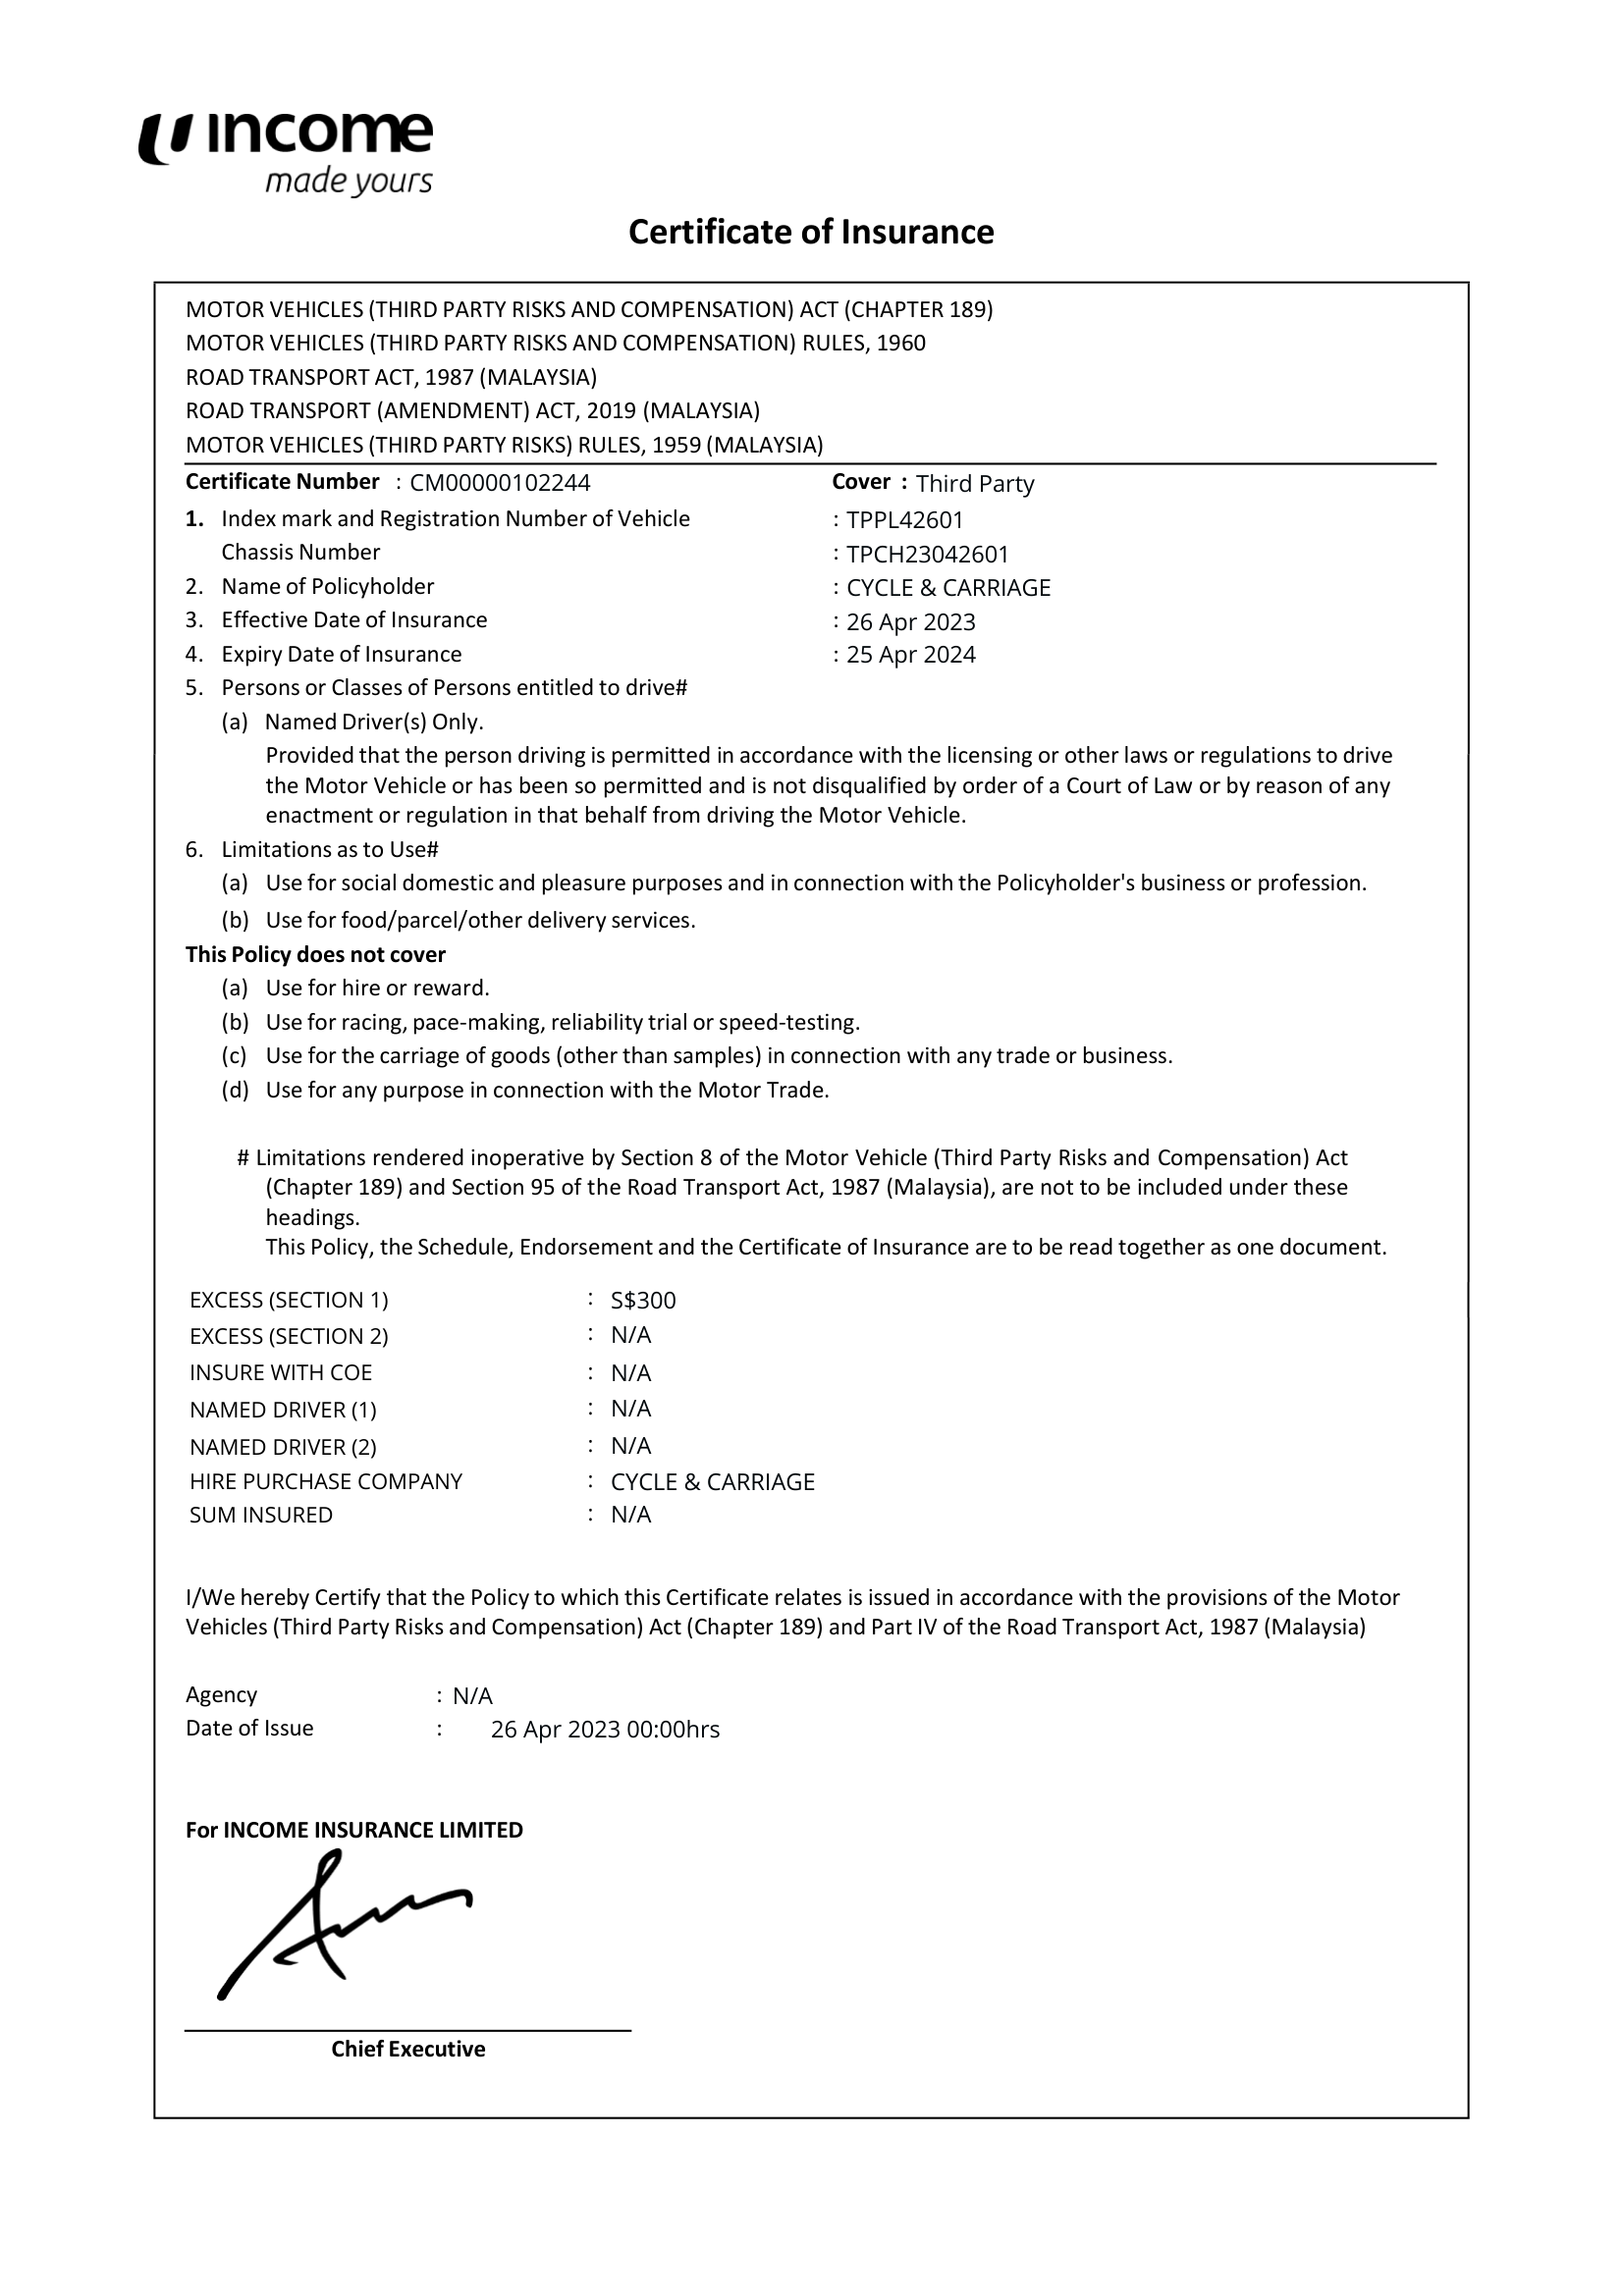 income
made yours
Certificate of Insurance
MOTOR VEHICLES (THIRD PARTY RISKS AND COMPENSATION) ACT (CHAPTER 189)
MOTOR VEHICLES (THIRD PARTY RISKS AND COMPENSATION) RULES, 1960
ROAD TRANSPORT ACT, 1987 (MALAYSIA)
ROAD TRANSPORT (AMENDMENT) ACT, 2019 (MALAYSIA)
MOTOR VEHICLES (THIRD PARTY RISKS) RULES, 1959 (MALAYSIA)
Certificate Number : CM00000102244 Cover : Third Party
1. Index mark and Registration Number of Vehicle : TPPL42601
Chassis Number : TPCH23042601
2. Name of Policyholder : CYCLE & CARRIAGE
3. Effective Date of Insurance : 26 Apr 2023
4. Expiry Date of Insurance : 25 Apr 2024
5. Persons or Classes of Persons entitled to drive#
(a) Named Driver(s) Only.
Provided that the person driving is permitted in accordance with the licensing or other laws or regulations to drive
the Motor Vehicle or has been so permitted and is not disqualified by order of a Court of Law or by reason of any
enactment or regulation in that behalf from driving the Motor Vehicle.
6. Limitations as to Use#
(a) Use for social domestic and pleasure purposes and in connection with the Policyholder's business or profession.
(b) Use for food/parcel/other delivery services.
This Policy does not cover
(a) Use for hire or reward.
(b) Use for racing, pace-making, reliability trial or speed-testing.
(c) Use for the carriage of goods (other than samples) in connection with any trade or business.
(d) Use for any purpose in connection with the Motor Trade.
# Limitations rendered inoperative by Section 8 of the Motor Vehicle (Third Party Risks and Compensation) Act
(Chapter 189) and Section 95 of the Road Transport Act, 1987 (Malaysia), are not to be included under these
headings.
This Policy, the Schedule, Endorsement and the Certificate of Insurance are to be read together as one document.
EXCESS (SECTION 1) : S$300
EXCESS (SECTION 2) : N/A
INSURE WITH COE : N/A
NAMED DRIVER (1) : N/A
NAMED DRIVER (2) : N/A
HIRE PURCHASE COMPANY : CYCLE & CARRIAGE
SUM INSURED : N/A
I/We hereby Certify that the Policy to which this Certificate relates is issued in accordance with the provisions of the Motor
Vehicles (Third Party Risks and Compensation) Act (Chapter 189) and Part IV of the Road Transport Act, 1987 (Malaysia)
Agency : N/A
Date of Issue : 26 Apr 2023 00:00hrs
For INCOME INSURANCE LIMITED
Chief Executive